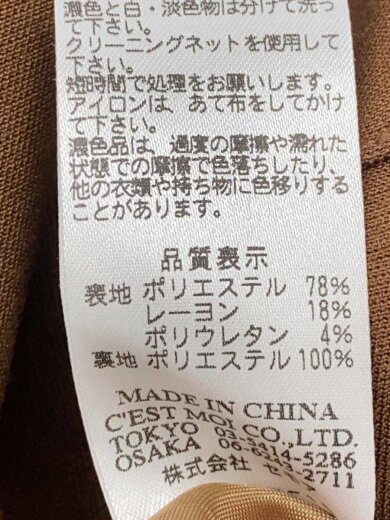 濃色と白・淡色物は分けて洗っ
て下さい。
クリーニングネットを使用して
下さい。
短時間で処理をお願いします。
アイロンは、あて布をしてかけ
て下さい。
濃色品は、過度の摩擦や濡れた
状態での摩擦で色落ちしたり、
他の衣類や持ち物に色移りする
ことがあります。
品質表示
表地 ポリエステル 78%
レーヨン 18%
ポリウレタン 4%
裏地 ポリエステル 100%
MADE IN CHINA
C'EST MOI CO.,LTD.
TOKYO 03-3414-5286
OSAKA 2711
株式会社 セ